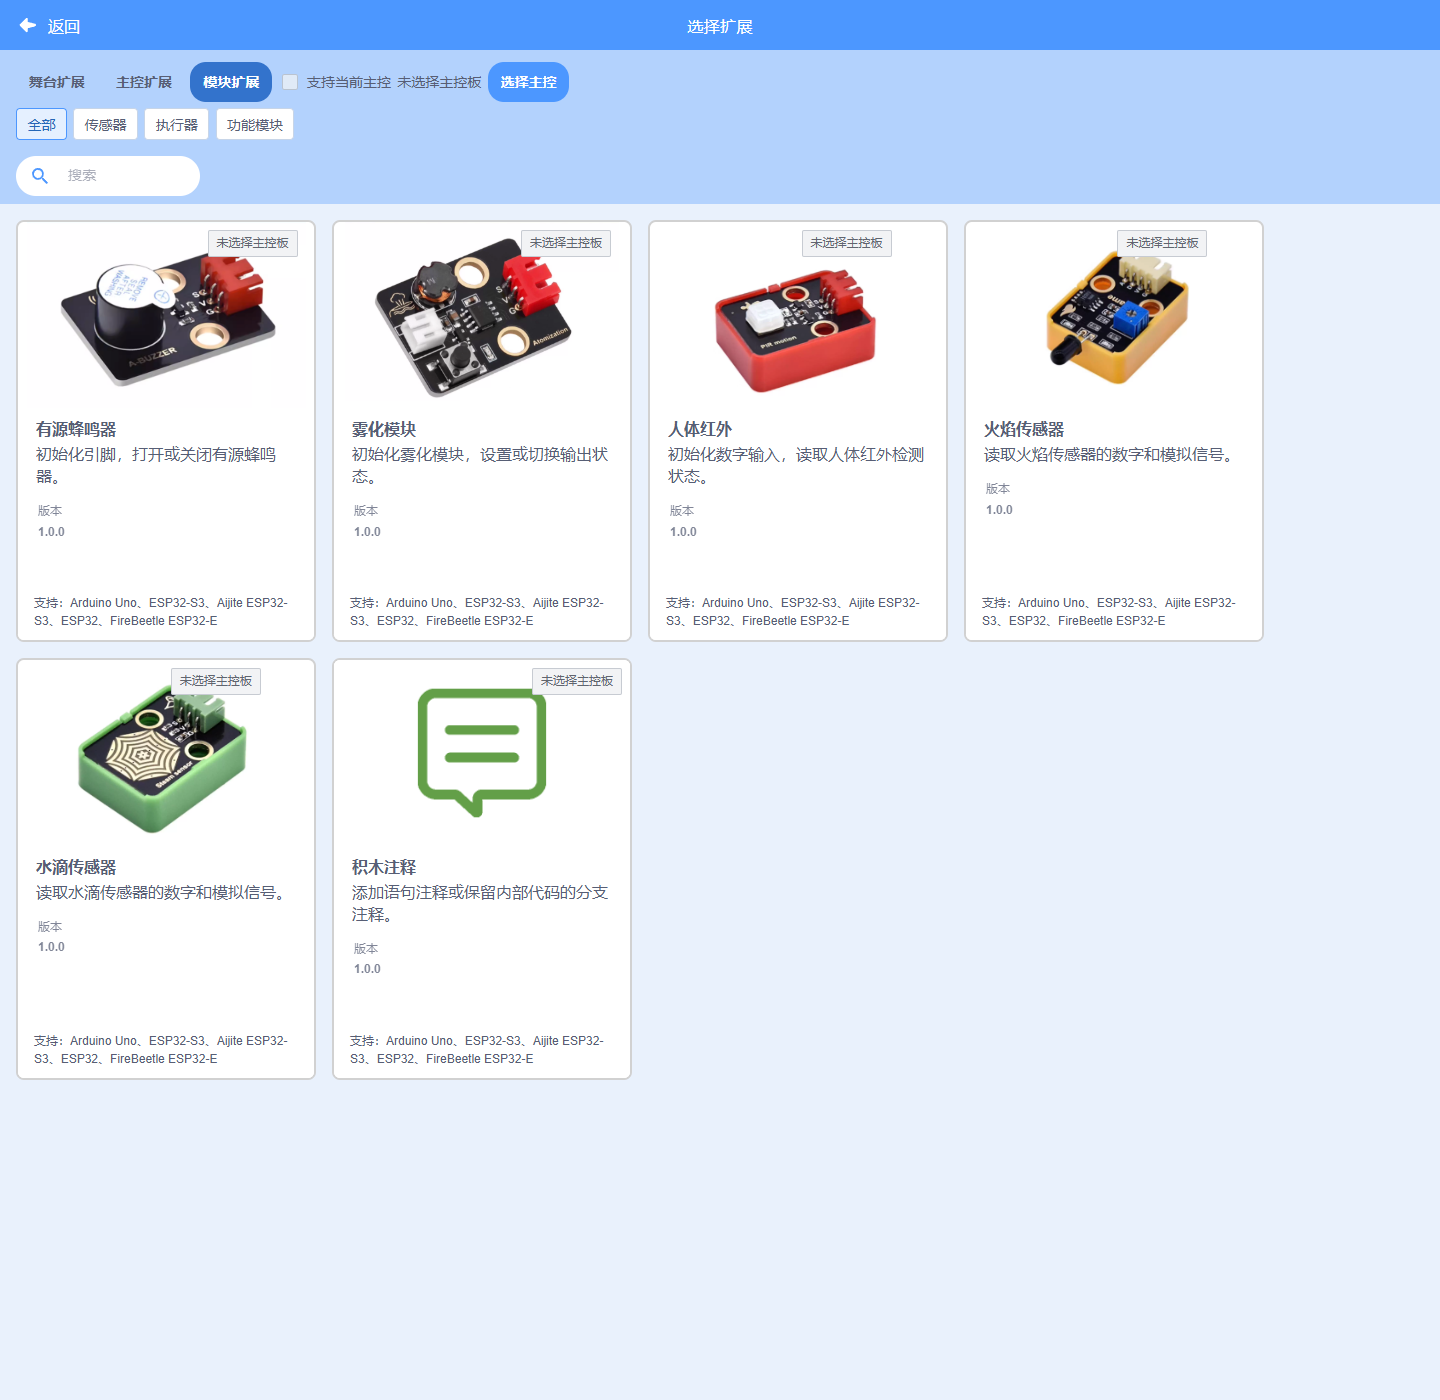 返回
选择扩展
舞台扩展
主控扩展
模块扩展
支持当前主控
未选择主控板
选择主控
全部
传感器
执行器
功能模块
搜索
未选择主控板
REMOVE
SEAL
AFTER
WASHING
A-BUZZER
有源蜂鸣器
初始化引脚，打开或关闭有源蜂鸣
器。
版本
1.0.0
支持：Arduino Uno、ESP32-S3、Aijite ESP32-
S3、ESP32、FireBeetle ESP32-E
未选择主控板
Atomization
雾化模块
初始化雾化模块，设置或切换输出状
态。
版本
1.0.0
支持：Arduino Uno、ESP32-S3、Aijite ESP32-
S3、ESP32、FireBeetle ESP32-E
未选择主控板
PIR motion
人体红外
初始化数字输入，读取人体红外检测
状态。
版本
1.0.0
支持：Arduino Uno、ESP32-S3、Aijite ESP32-
S3、ESP32、FireBeetle ESP32-E
未选择主控板
火焰传感器
读取火焰传感器的数字和模拟信号。
版本
1.0.0
支持：Arduino Uno、ESP32-S3、Aijite ESP32-
S3、ESP32、FireBeetle ESP32-E
未选择主控板
Steam sensor
水滴传感器
读取水滴传感器的数字和模拟信号。
版本
1.0.0
支持：Arduino Uno、ESP32-S3、Aijite ESP32-
S3、ESP32、FireBeetle ESP32-E
未选择主控板
积木注释
添加语句注释或保留内部代码的分支
注释。
版本
1.0.0
支持：Arduino Uno、ESP32-S3、Aijite ESP32-
S3、ESP32、FireBeetle ESP32-E